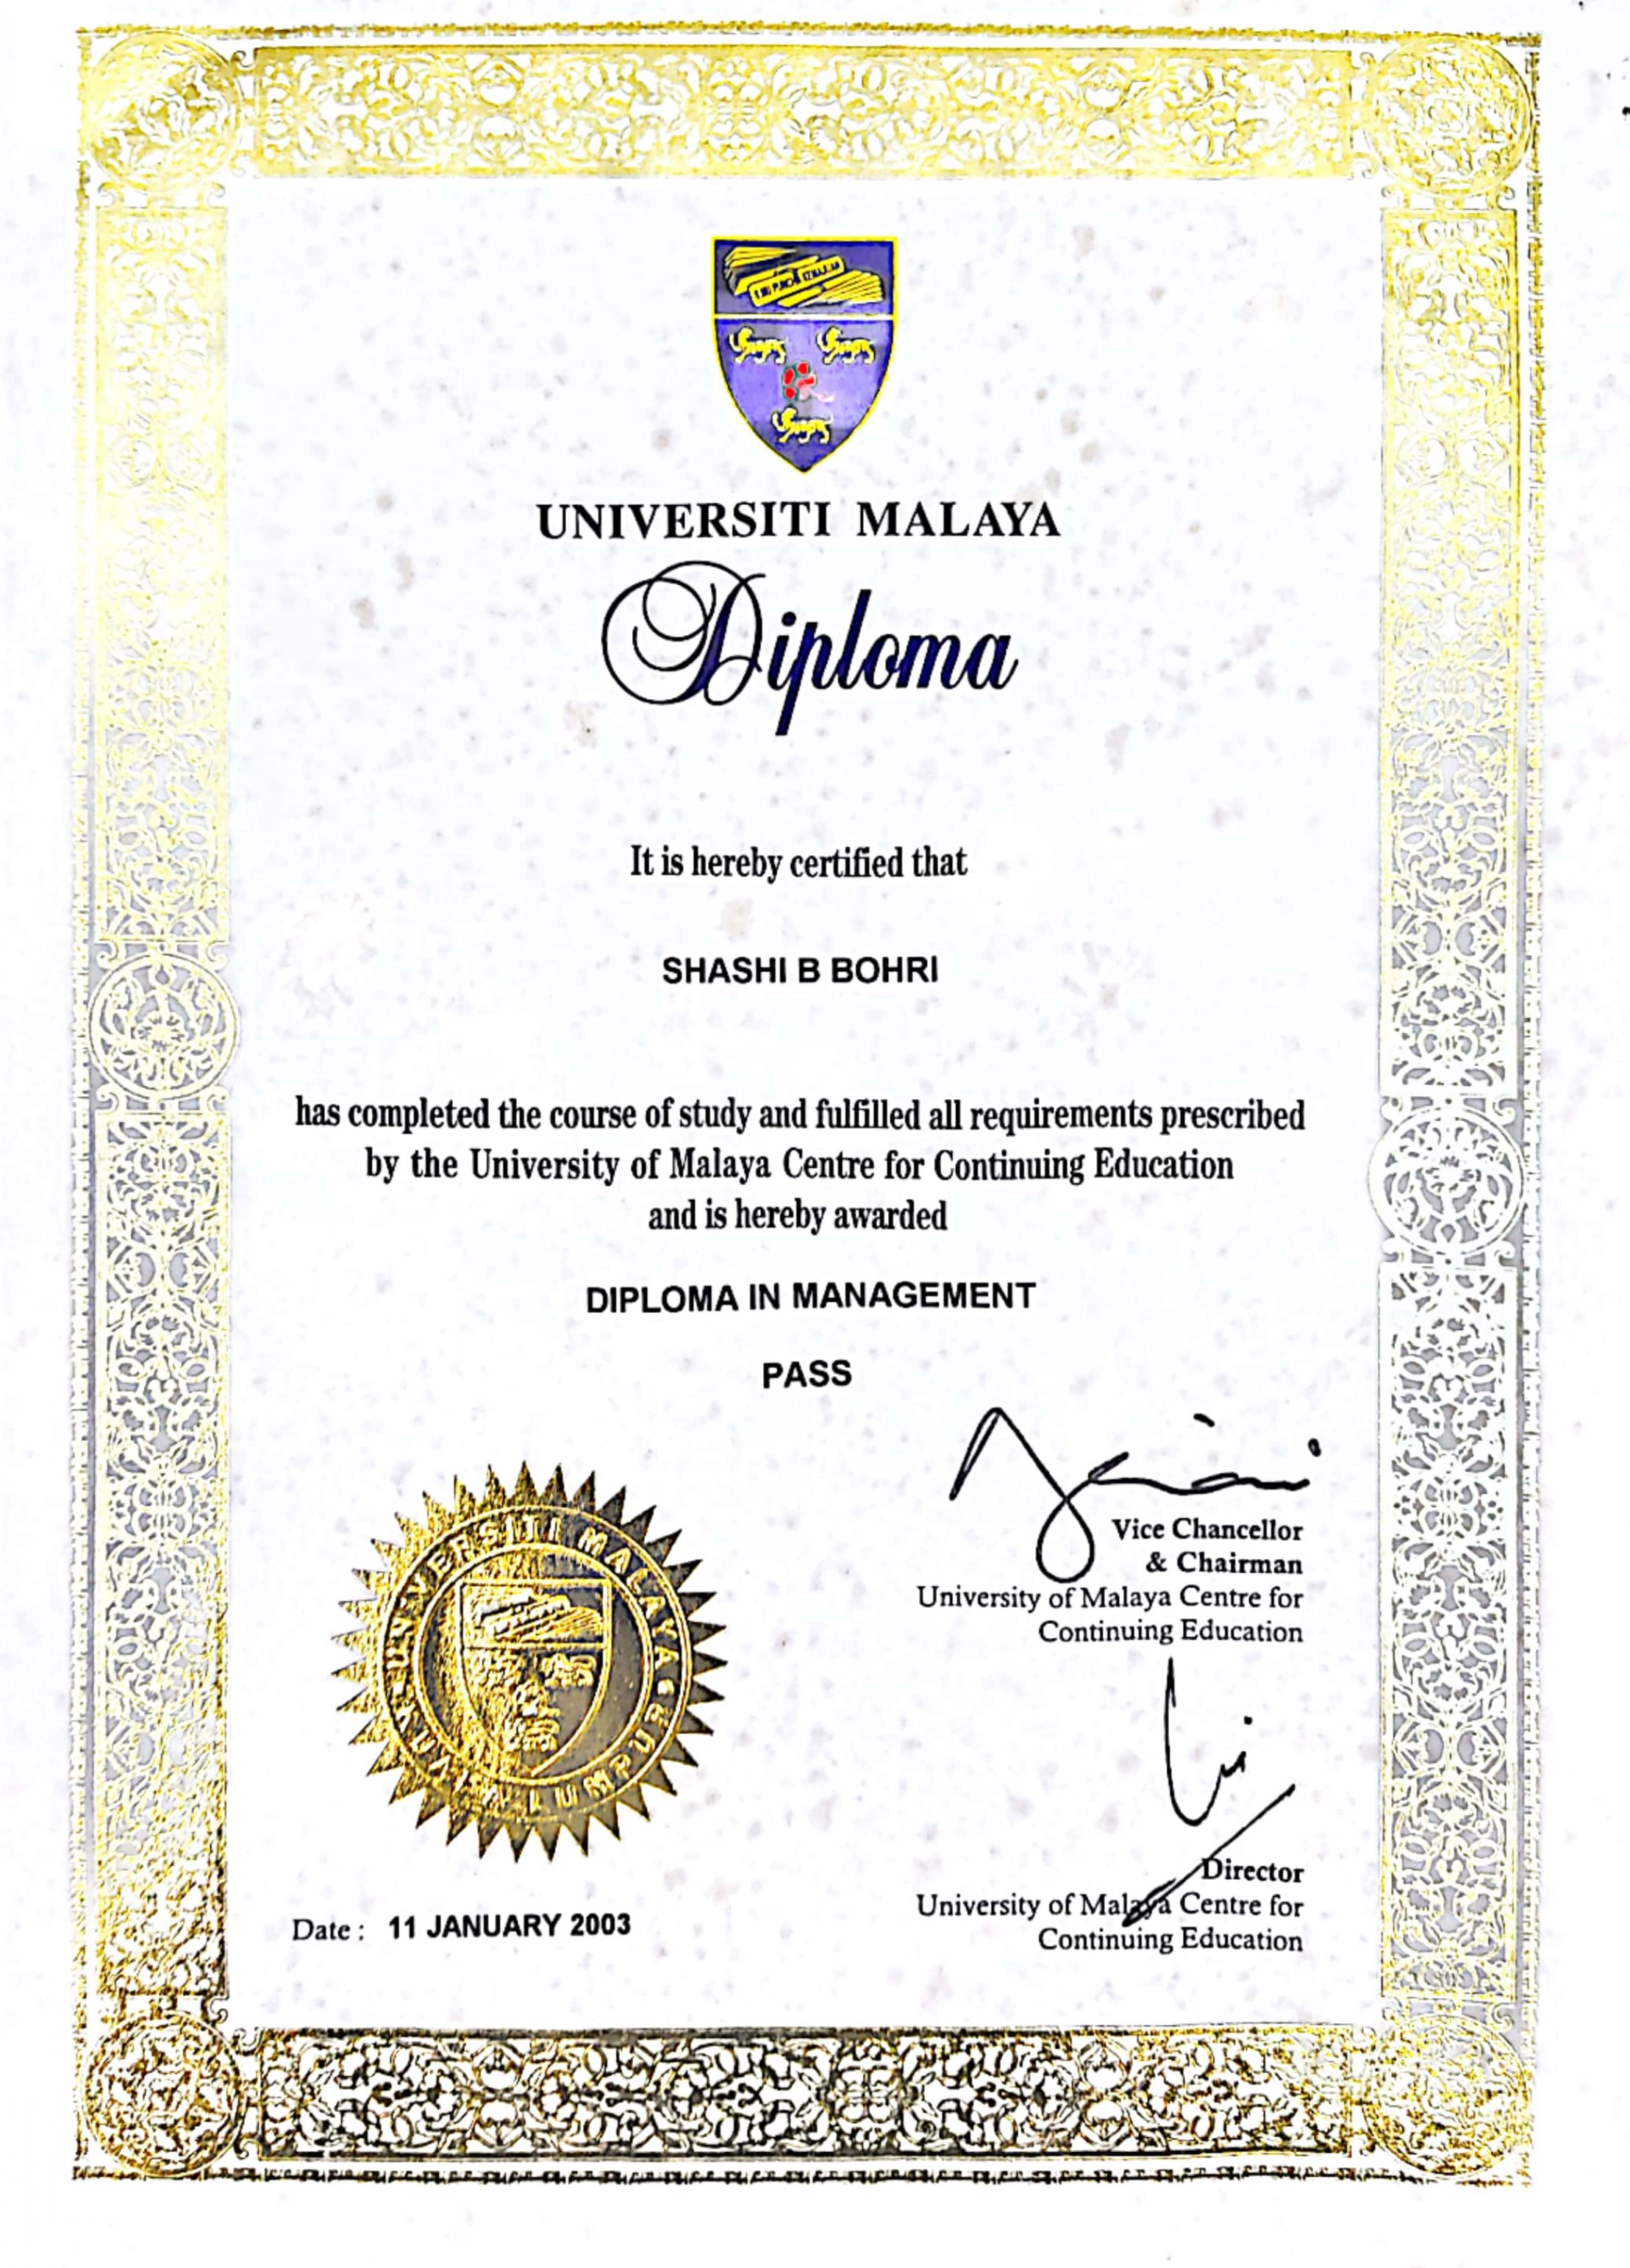 UNIVERSITI MALAYA
Diploma
It is hereby certified that
SHASHI B BOHRI
has completed the course of study and fulfilled all requirements prescribed
by the University of Malaya Centre for Continuing Education
and is hereby awarded
DIPLOMA IN MANAGEMENT
PASS
UNIVERSITI MALAYA
KUALA LUMPUR
Vice Chancellor
& Chairman
University of Malaya Centre for
Continuing Education
Director
University of Malaya Centre for
Continuing Education
Date : 11 JANUARY 2003